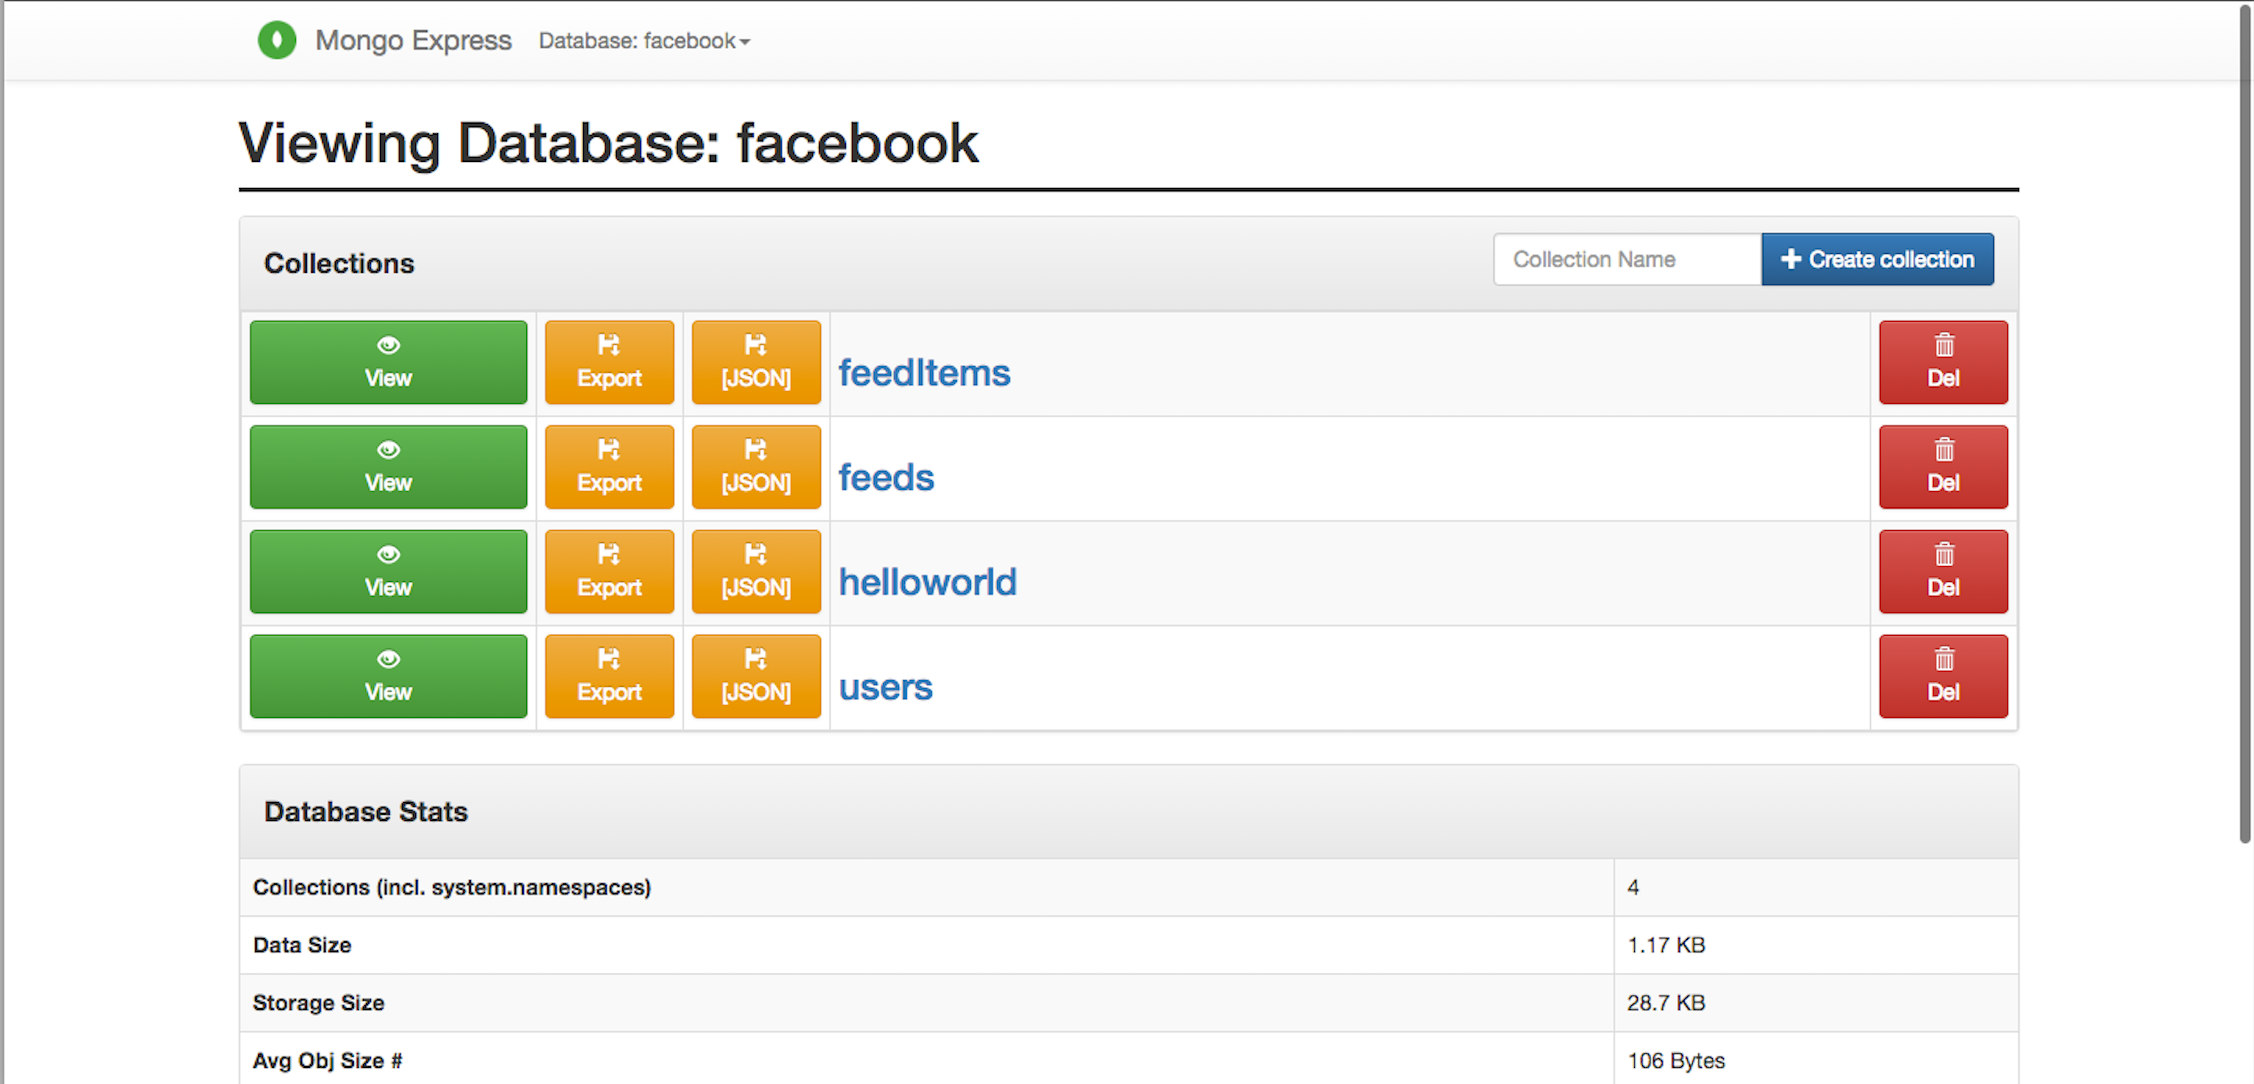 Mongo Express Database: facebook
Viewing Database: facebook
Collections Collection Name Create collection
View Export [JSON] feedItems Del
View Export [JSON] feeds Del
View Export [JSON] helloworld Del
View Export [JSON] users Del
Database Stats
Collections (incl. system.namespaces) 4
Data Size 1.17 KB
Storage Size 28.7 KB
Avg Obj Size # 106 Bytes